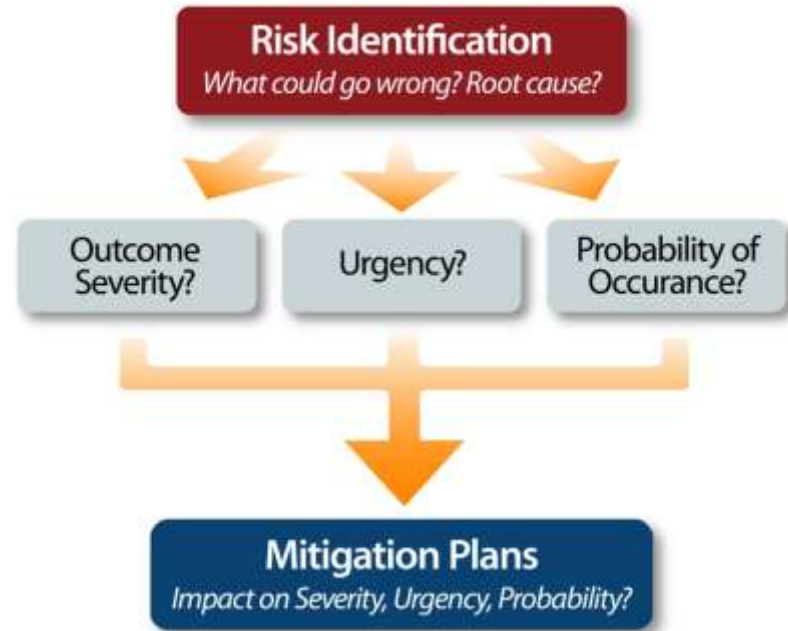 Risk Identification
What could go wrong? Root cause?
Outcome
Severity?
Urgency?
Probability of
Occurance?
Mitigation Plans
Impact on Severity, Urgency, Probability?